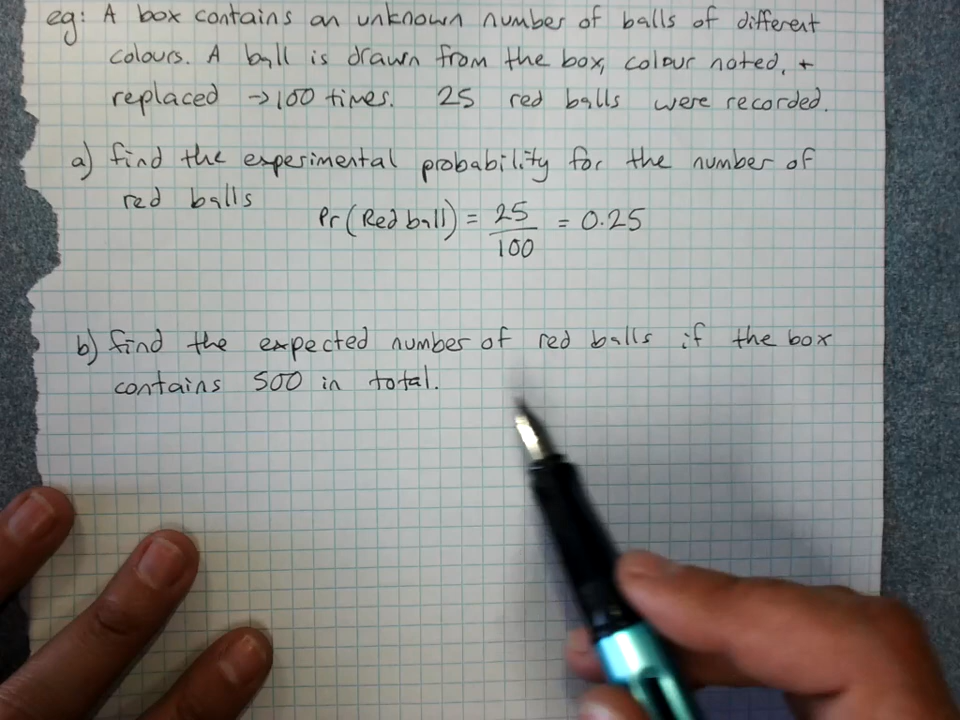 eg: A box contains an unknown number of balls of different
colours. A ball is drawn from the box, colour noted, +
replaced → 100 times. 25 red balls were recorded.
a) find the experimental probability for the number of
red balls
Pr(Red ball) = 25/100 = 0.25
b) find the expected number of red balls if the box
contains 500 in total.